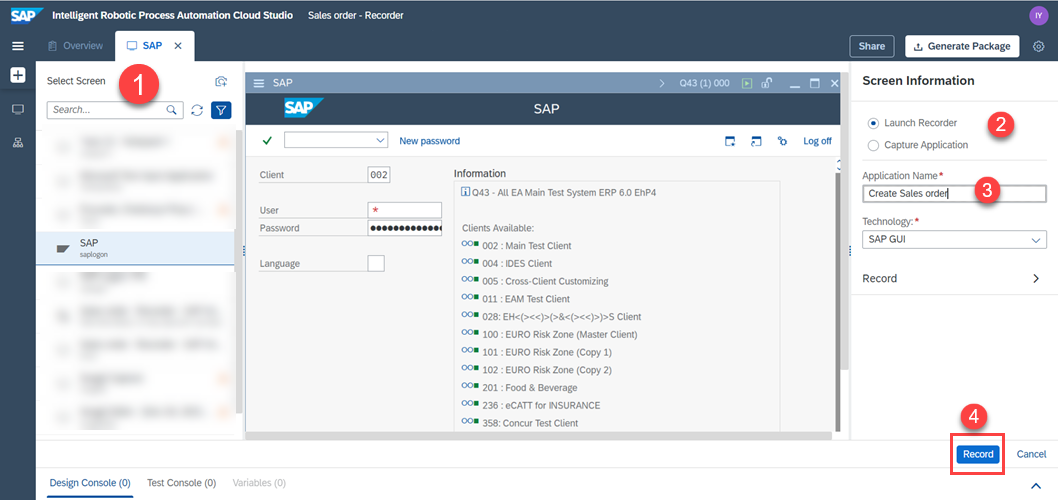 SAP Intelligent Robotic Process Automation Cloud Studio Sales order - Recorder IY
Overview SAP Share Generate Package
Select Screen
1
Search...
SAP
saplogon
SAP Q43 (1) 000
SAP SAP
New password Log off
Client 002
User *
Password
Language
Information
Q43 - All EA Main Test System ERP 6.0 EhP4
Clients Available:
002 : Main Test Client
004 : IDES Client
005 : Cross-Client Customizing
011 : EAM Test Client
028: EH<(><<)>(>&<(><<)>)>S Client
100 : EURO Risk Zone (Master Client)
101 : EURO Risk Zone (Copy 1)
102 : EURO Risk Zone (Copy 2)
201 : Food & Beverage
236 : eCATT for INSURANCE
358: Concur Test Client
Screen Information
Launch Recorder
2
Capture Application
Application Name*
Create Sales order
3
Technology:*
SAP GUI
Record
4
Record Cancel
Design Console (0) Test Console (0) Variables (0)